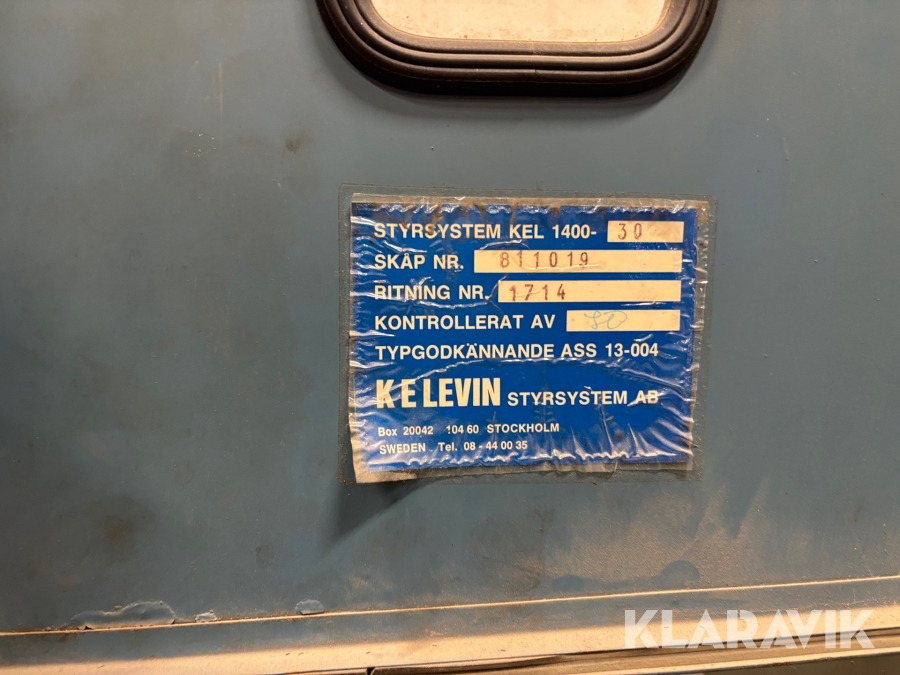 STYRSYSTEM KEL 1400- 30
SKÅP NR. 811019
RITNING NR. 1714
KONTROLLERAT AV
TYPGODKÄNNANDE ASS 13-004
K E LEVIN STYRSYSTEM AB
Box 20042 104 60 STOCKHOLM
SWEDEN Tel. 08 - 44 00 35
KLARAVIK